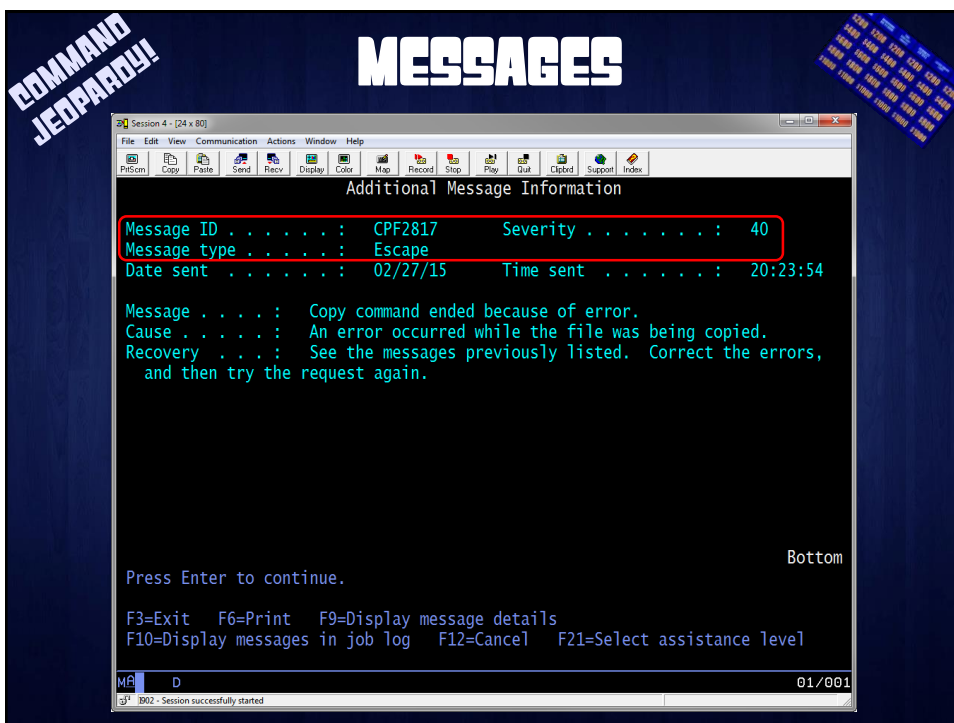 COMMAND
JEOPARDY!
MESSAGES
Session 4 - [24 x 80]
File Edit View Communication Actions Window Help
PrtScrn Copy Paste Send Recv Display Color Map Record Stop Play Quit Clipbrd Support Index
Additional Message Information
Message ID . . . . . . : CPF2817 Severity . . . . . . . : 40
Message type . . . . . : Escape
Date sent . . . . . . : 02/27/15 Time sent . . . . . . : 20:23:54
Message . . . . : Copy command ended because of error.
Cause . . . . . : An error occurred while the file was being copied.
Recovery . . . : See the messages previously listed. Correct the errors,
and then try the request again.
Bottom
Press Enter to continue.
F3=Exit F6=Print F9=Display message details
F10=Display messages in job log F12=Cancel F21=Select assistance level
MA D 01/001
I902 - Session successfully started